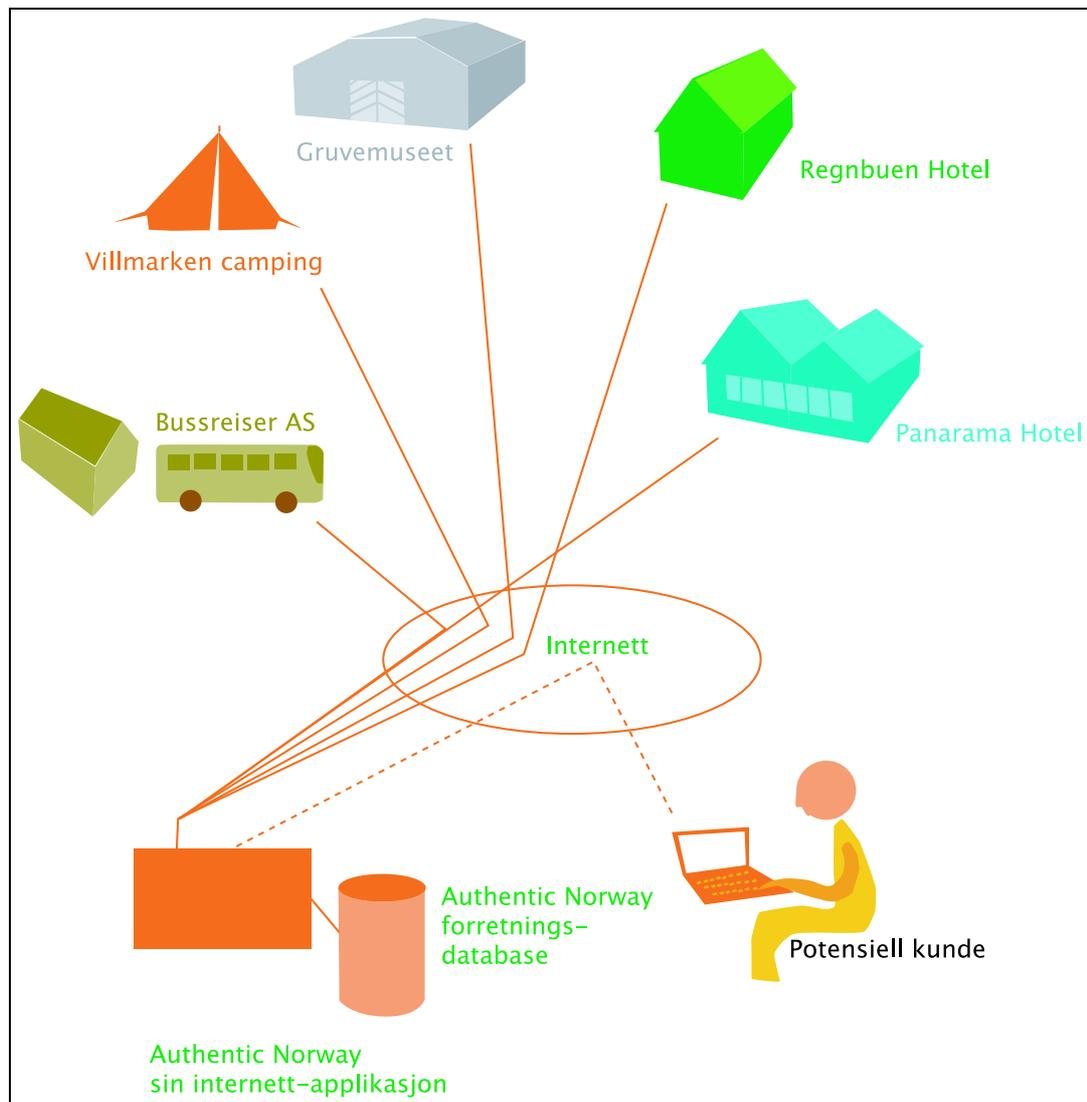 Gruvemuseet
Regnbuen Hotel
Villmarken camping
Bussreiser AS
Panarama Hotel
Internett
Authentic Norway
forretnings-
database
Potensiell kunde
Authentic Norway
sin internett-applikasjon